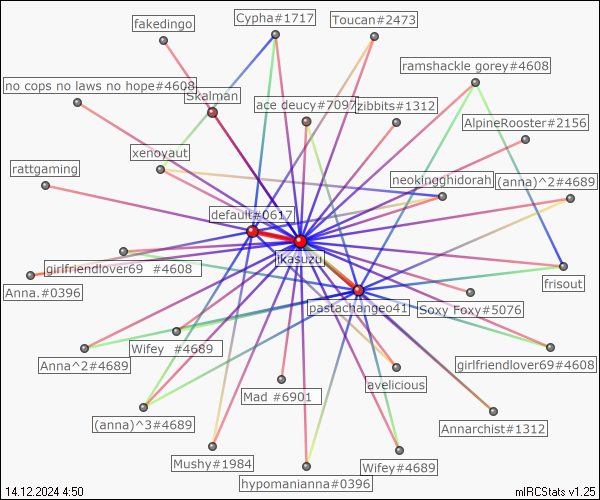 Cypha#1717
Toucan#2473
fakedingo
ramshackle gorey#4608
no cops no laws no hope#4608
Skalman
ace deucy#7097
zibbits#1312
AlpineRooster#2156
xenoyaut
rattgaming
neokingghidorah
(anna)^2#4689
default#0617
ikasuzu
girlfriendlover69 #4608
Anna.#0396
frisout
pastachangeo41
Soxy Foxy#5076
Wifey #4669
Anna^2#4689
girlfriendlover69#4608
avelicious
Mad #6901
(anna)^3#4689
Annarchist#1312
Mushy#1984
Wifey#4689
hypomanianna#0396
14.12.2024 4:50
mIRCStats v1.25